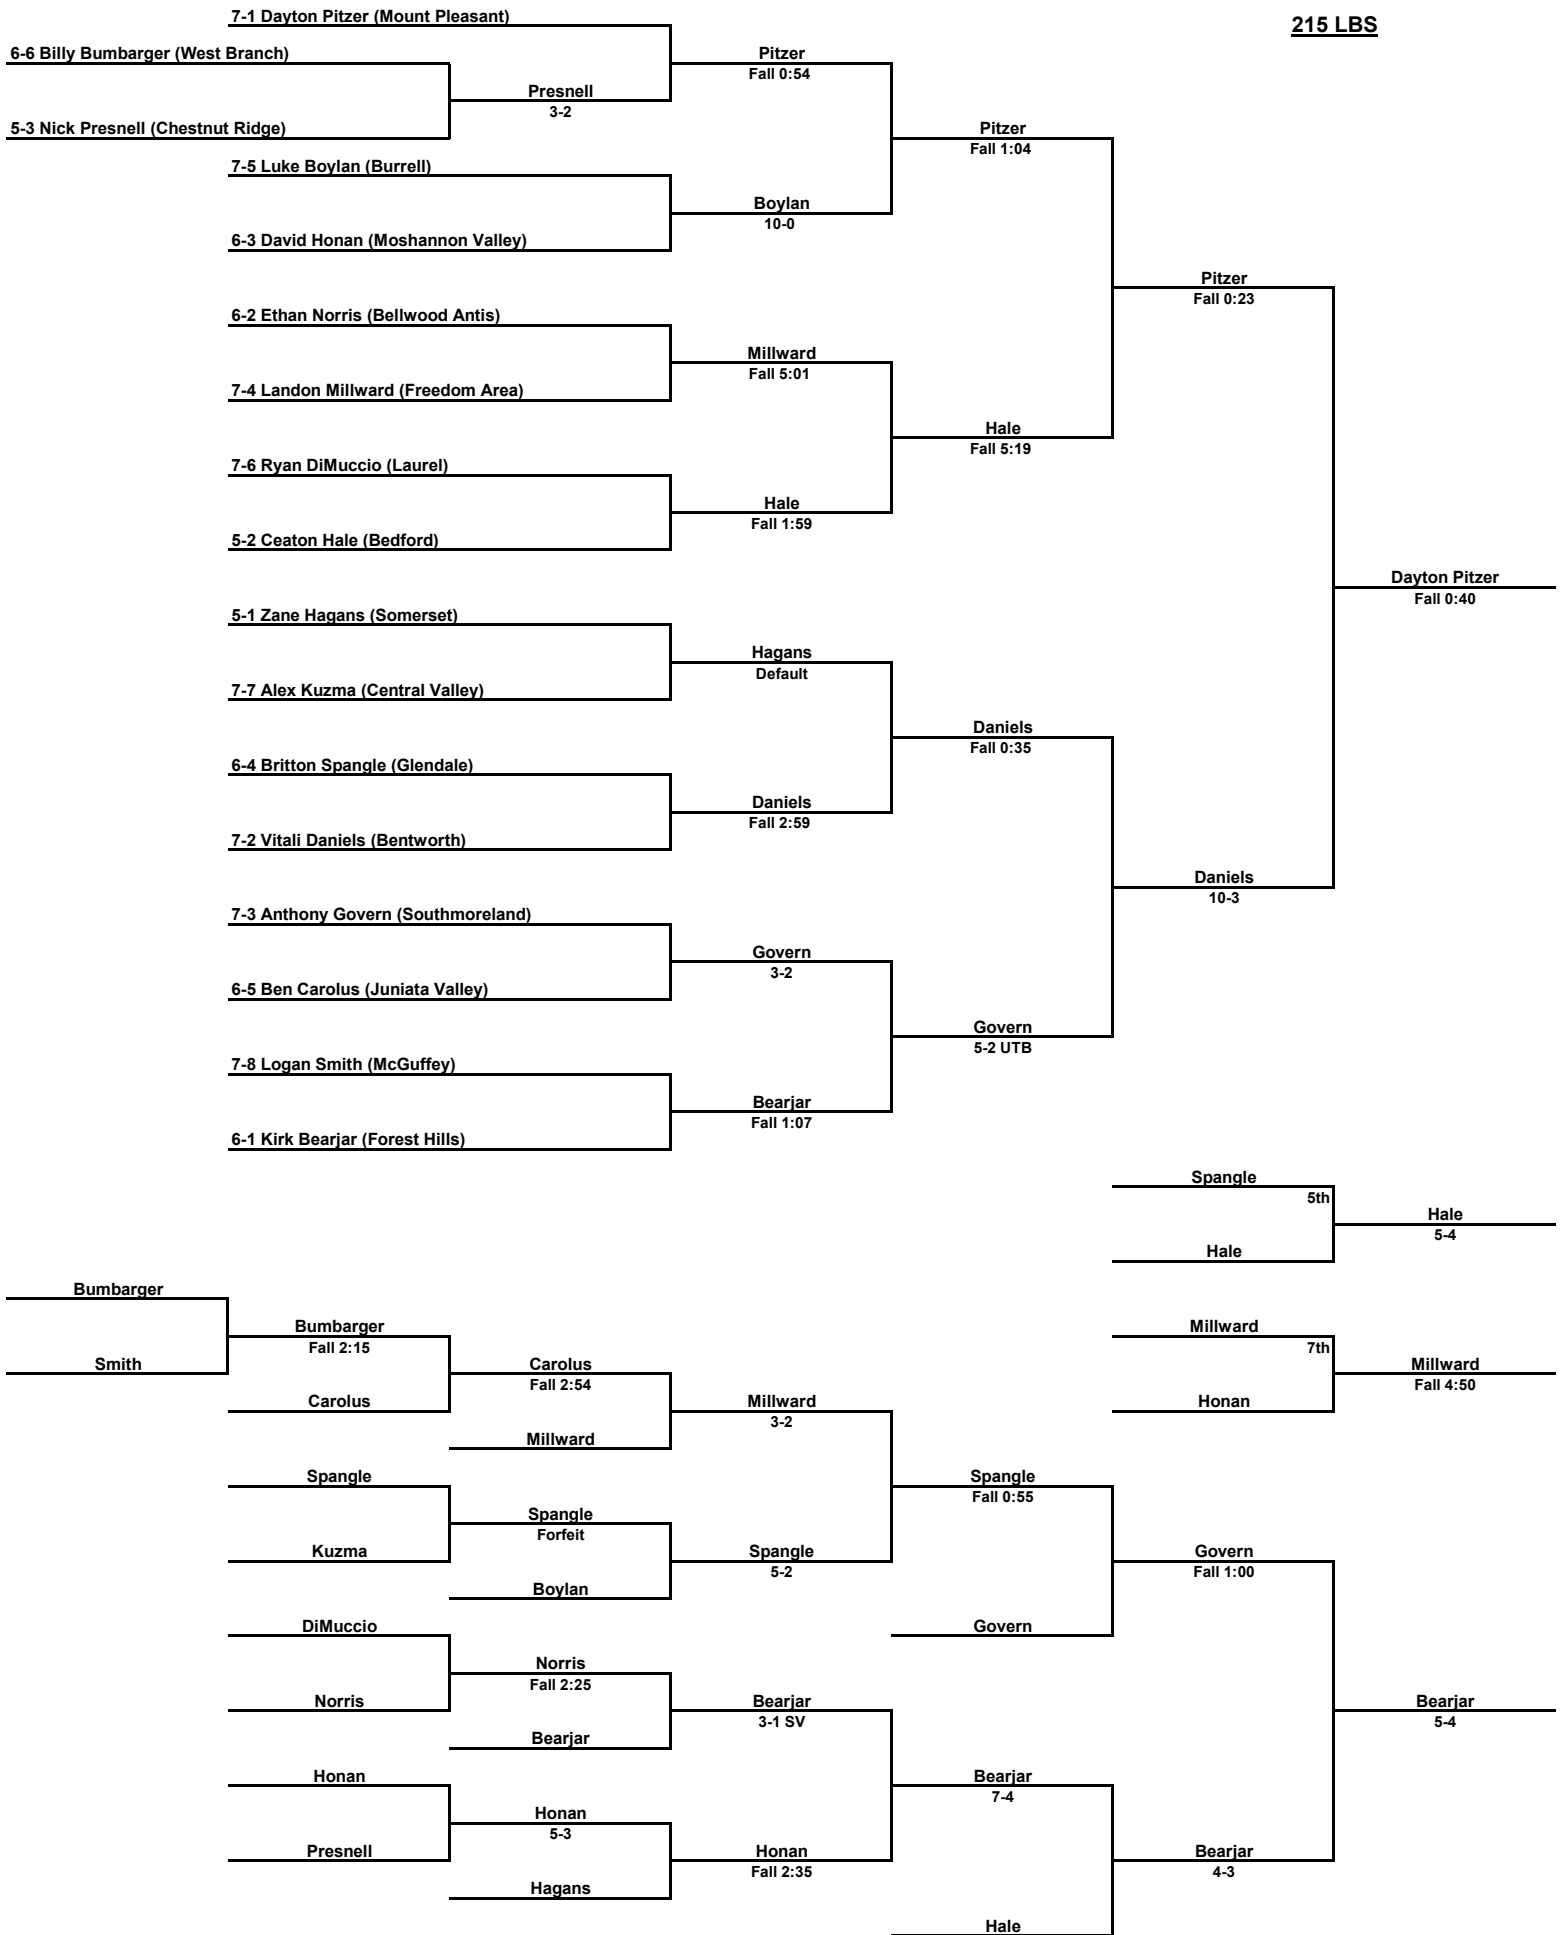 7-1 Dayton Pitzer (Mount Pleasant)
215 LBS
6-6 Billy Bumbarger (West Branch)
Pitzer
Fall 0:54
Presnell
3-2
5-3 Nick Presnell (Chestnut Ridge)
Pitzer
Fall 1:04
7-5 Luke Boylan (Burrell)
Boylan
10-0
6-3 David Honan (Moshannon Valley)
Pitzer
Fall 0:23
6-2 Ethan Norris (Bellwood Antis)
Millward
Fall 5:01
7-4 Landon Millward (Freedom Area)
Hale
Fall 5:19
7-6 Ryan DiMuccio (Laurel)
Hale
Fall 1:59
5-2 Ceaton Hale (Bedford)
Dayton Pitzer
Fall 0:40
5-1 Zane Hagans (Somerset)
Hagans
Default
7-7 Alex Kuzma (Central Valley)
Daniels
Fall 0:35
6-4 Britton Spangle (Glendale)
Daniels
Fall 2:59
7-2 Vitali Daniels (Bentworth)
Daniels
10-3
7-3 Anthony Govern (Southmoreland)
Govern
3-2
6-5 Ben Carolus (Juniata Valley)
Govern
5-2 UTB
7-8 Logan Smith (McGuffey)
Bearjar
Fall 1:07
6-1 Kirk Bearjar (Forest Hills)
Spangle
5th
Hale
5-4
Hale
Bumbarger
Bumbarger
Fall 2:15
Millward
7th
Smith
Carolus
Fall 2:54
Millward
Fall 4:50
Carolus
Millward
3-2
Honan
Millward
Spangle
Spangle
Fall 0:55
Spangle
Forfeit
Kuzma
Spangle
5-2
Govern
Fall 1:00
Boylan
DiMuccio
Govern
Norris
Fall 2:25
Norris
Bearjar
3-1 SV
Bearjar
5-4
Bearjar
Honan
Bearjar
7-4
Honan
5-3
Presnell
Honan
Fall 2:35
Bearjar
4-3
Hagans
Hale